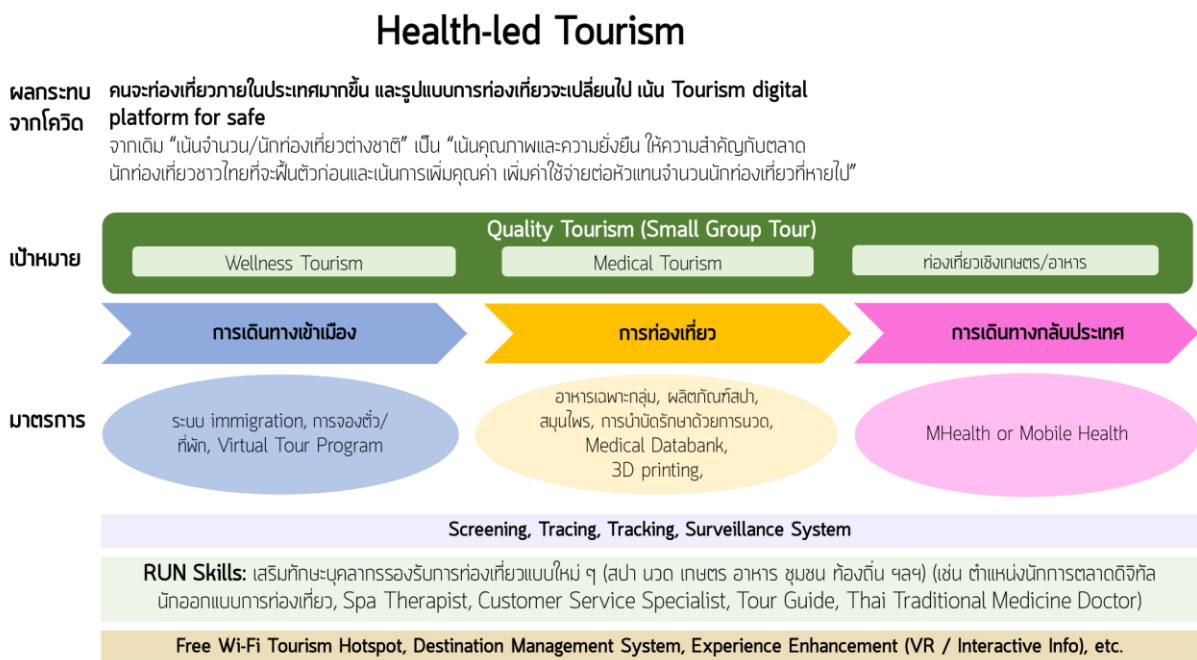 Health-led Tourism
ผลกระทบ
จากโควิด
คนจะท่องเที่ยวภายในประเทศมากขึ้น และรูปแบบการท่องเที่ยวจะเปลี่ยนไป เน้น Tourism digital
platform for safe
จากเดิม “เน้นจำนวน/นักท่องเที่ยวต่างชาติ” เป็น “เน้นคุณภาพและความยั่งยืน ให้ความสำคัญกับตลาด
นักท่องเที่ยวชาวไทยที่จะฟื้นตัวก่อนและเน้นการเพิ่มคุณค่า เพิ่มค่าใช้จ่ายต่อหัวแทนจำนวนนักท่องเที่ยวที่หายไป”
เป้าหมาย
Quality Tourism (Small Group Tour)
Wellness Tourism
Medical Tourism
ท่องเที่ยวเชิงเกษตร/อาหาร
การเดินทางเข้าเมือง
การท่องเที่ยว
การเดินทางกลับประเทศ
มาตรการ
ระบบ immigration, การจองตั่ว/
ที่พัก, Virtual Tour Program
อาหารเฉพาะกลุ่ม, ผลิตภัณฑ์สปา,
สมุนไพร, การบำบัดรักษาด้วยการนวด,
Medical Databank,
3D printing,
MHealth or Mobile Health
Screening, Tracing, Tracking, Surveillance System
RUN Skills: เสริมทักษะบุคลากรรองรับการท่องเที่ยวแบบใหม่ ๆ (สปา นวด เกษตร อาหาร ชุมชน ท้องถิ่น ฯลฯ) (เช่น ตำแหน่งนักการตลาดดิจิทัล
นักออกแบบการท่องเที่ยว, Spa Therapist, Customer Service Specialist, Tour Guide, Thai Traditional Medicine Doctor)
Free Wi-Fi Tourism Hotspot, Destination Management System, Experience Enhancement (VR / Interactive Info), etc.